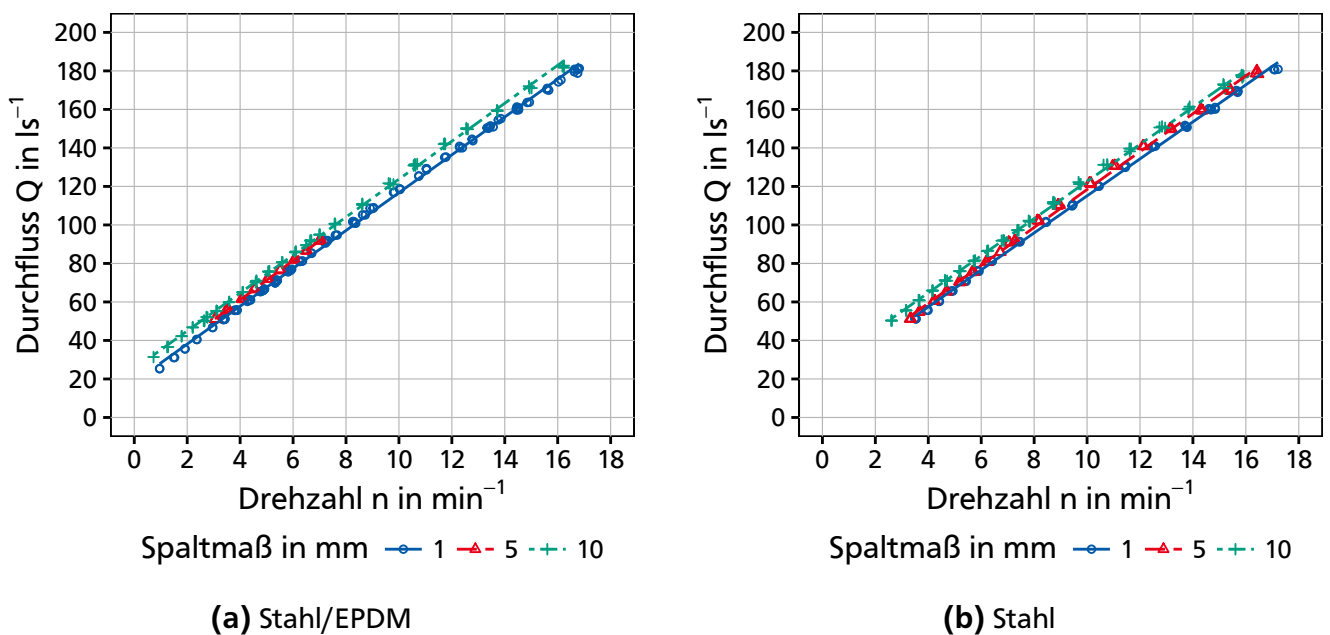 200
180
160
140
120
100
80
60
40
20
0
Durchfluss Q in ls⁻¹
0 2 4 6 8 10 12 14 16 18
Drehzahl n in min⁻¹
Spaltmaß in mm 1 5 10
(a) Stahl/EPDM
200
180
160
140
120
100
80
60
40
20
0
Durchfluss Q in ls⁻¹
0 2 4 6 8 10 12 14 16 18
Drehzahl n in min⁻¹
Spaltmaß in mm 1 5 10
(b) Stahl